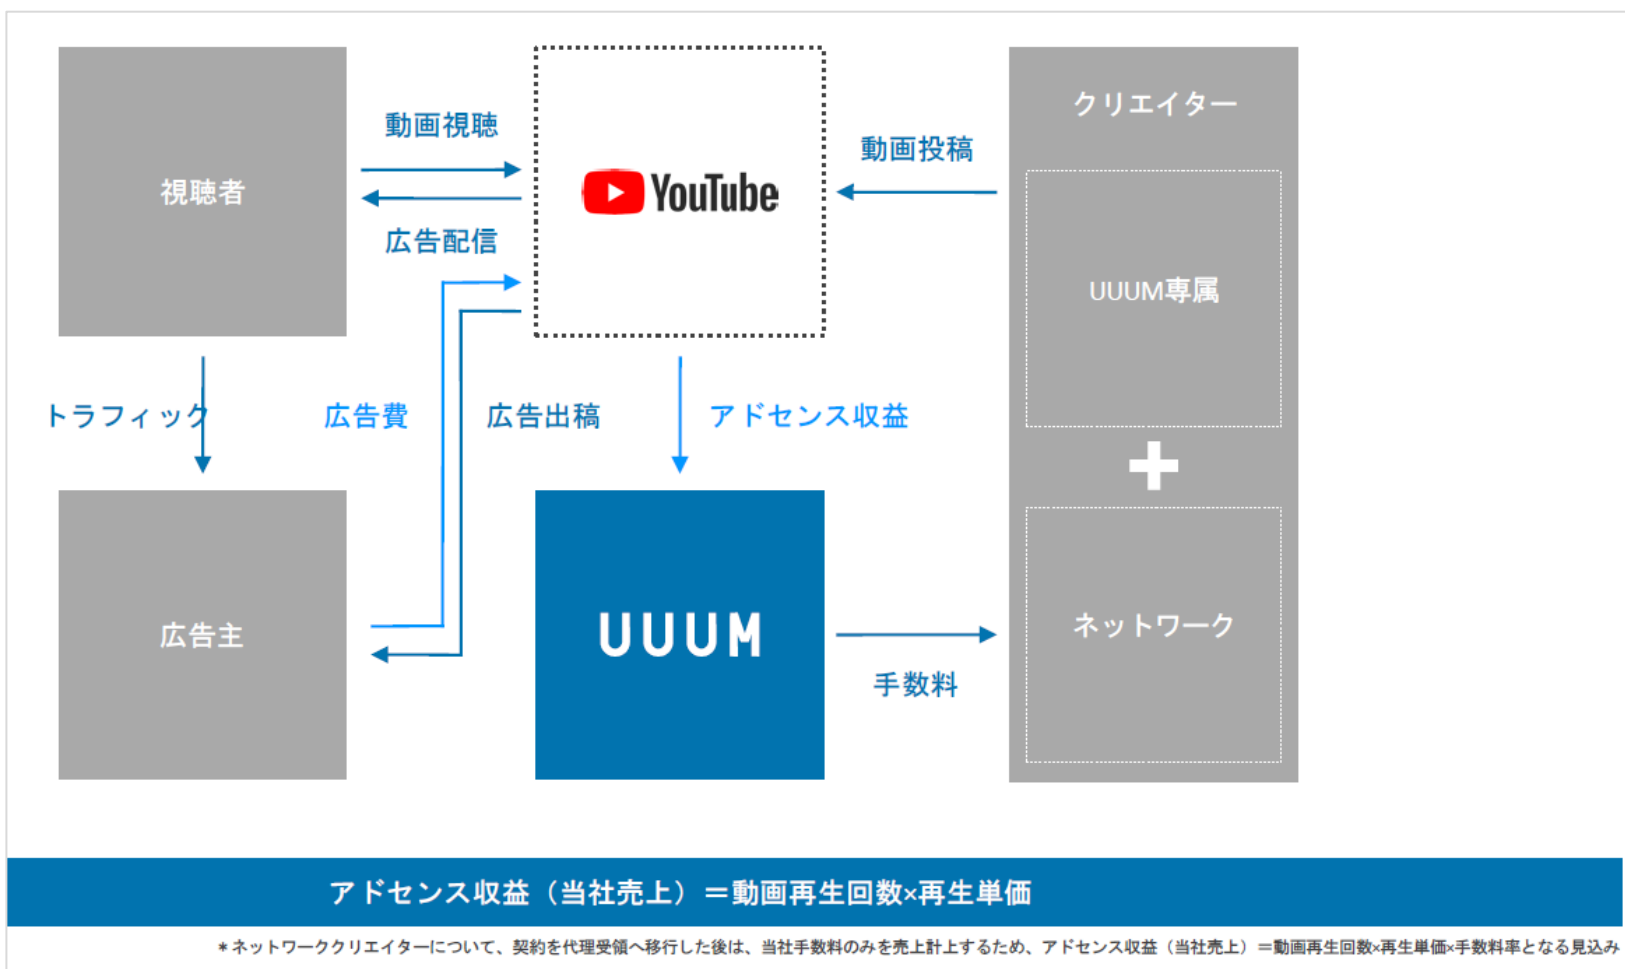 クリエイター
動画視聴
動画投稿
視聴者
YouTube
広告配信
UUUM専属
トラフィック
広告費
広告出稿
アドセンス収益
広告主
UUUM
ネットワーク
手数料
アドセンス収益（当社売上）＝動画再生回数×再生単価
＊ネットワーククリエイターについて、契約を代理受領へ移行した後は、当社手数料のみを売上計上するため、アドセンス収益（当社売上）＝動画再生回数×再生単価×手数料率となる見込み